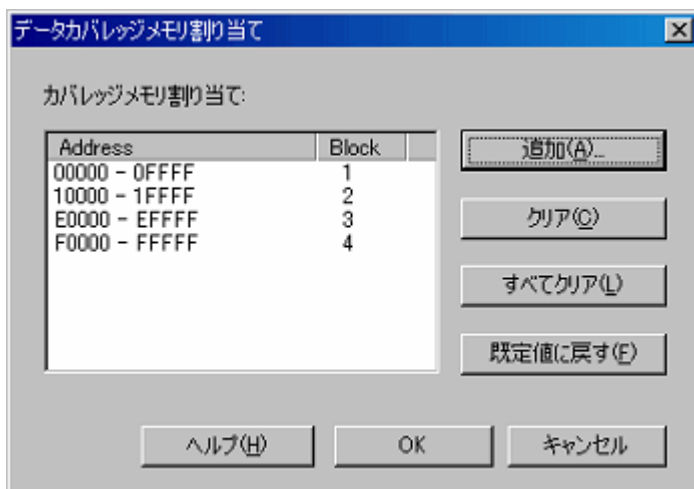 データカバレッジメモリ割り当て
カバレッジメモリ割り当て:
Address Block
00000 - 0FFFF 1
10000 - 1FFFF 2
E0000 - EFFFF 3
F0000 - FFFFF 4
追加(A)...
クリア(C)
すべてクリア(L)
既定値に戻す(F)
ヘルプ(H) OK キャンセル